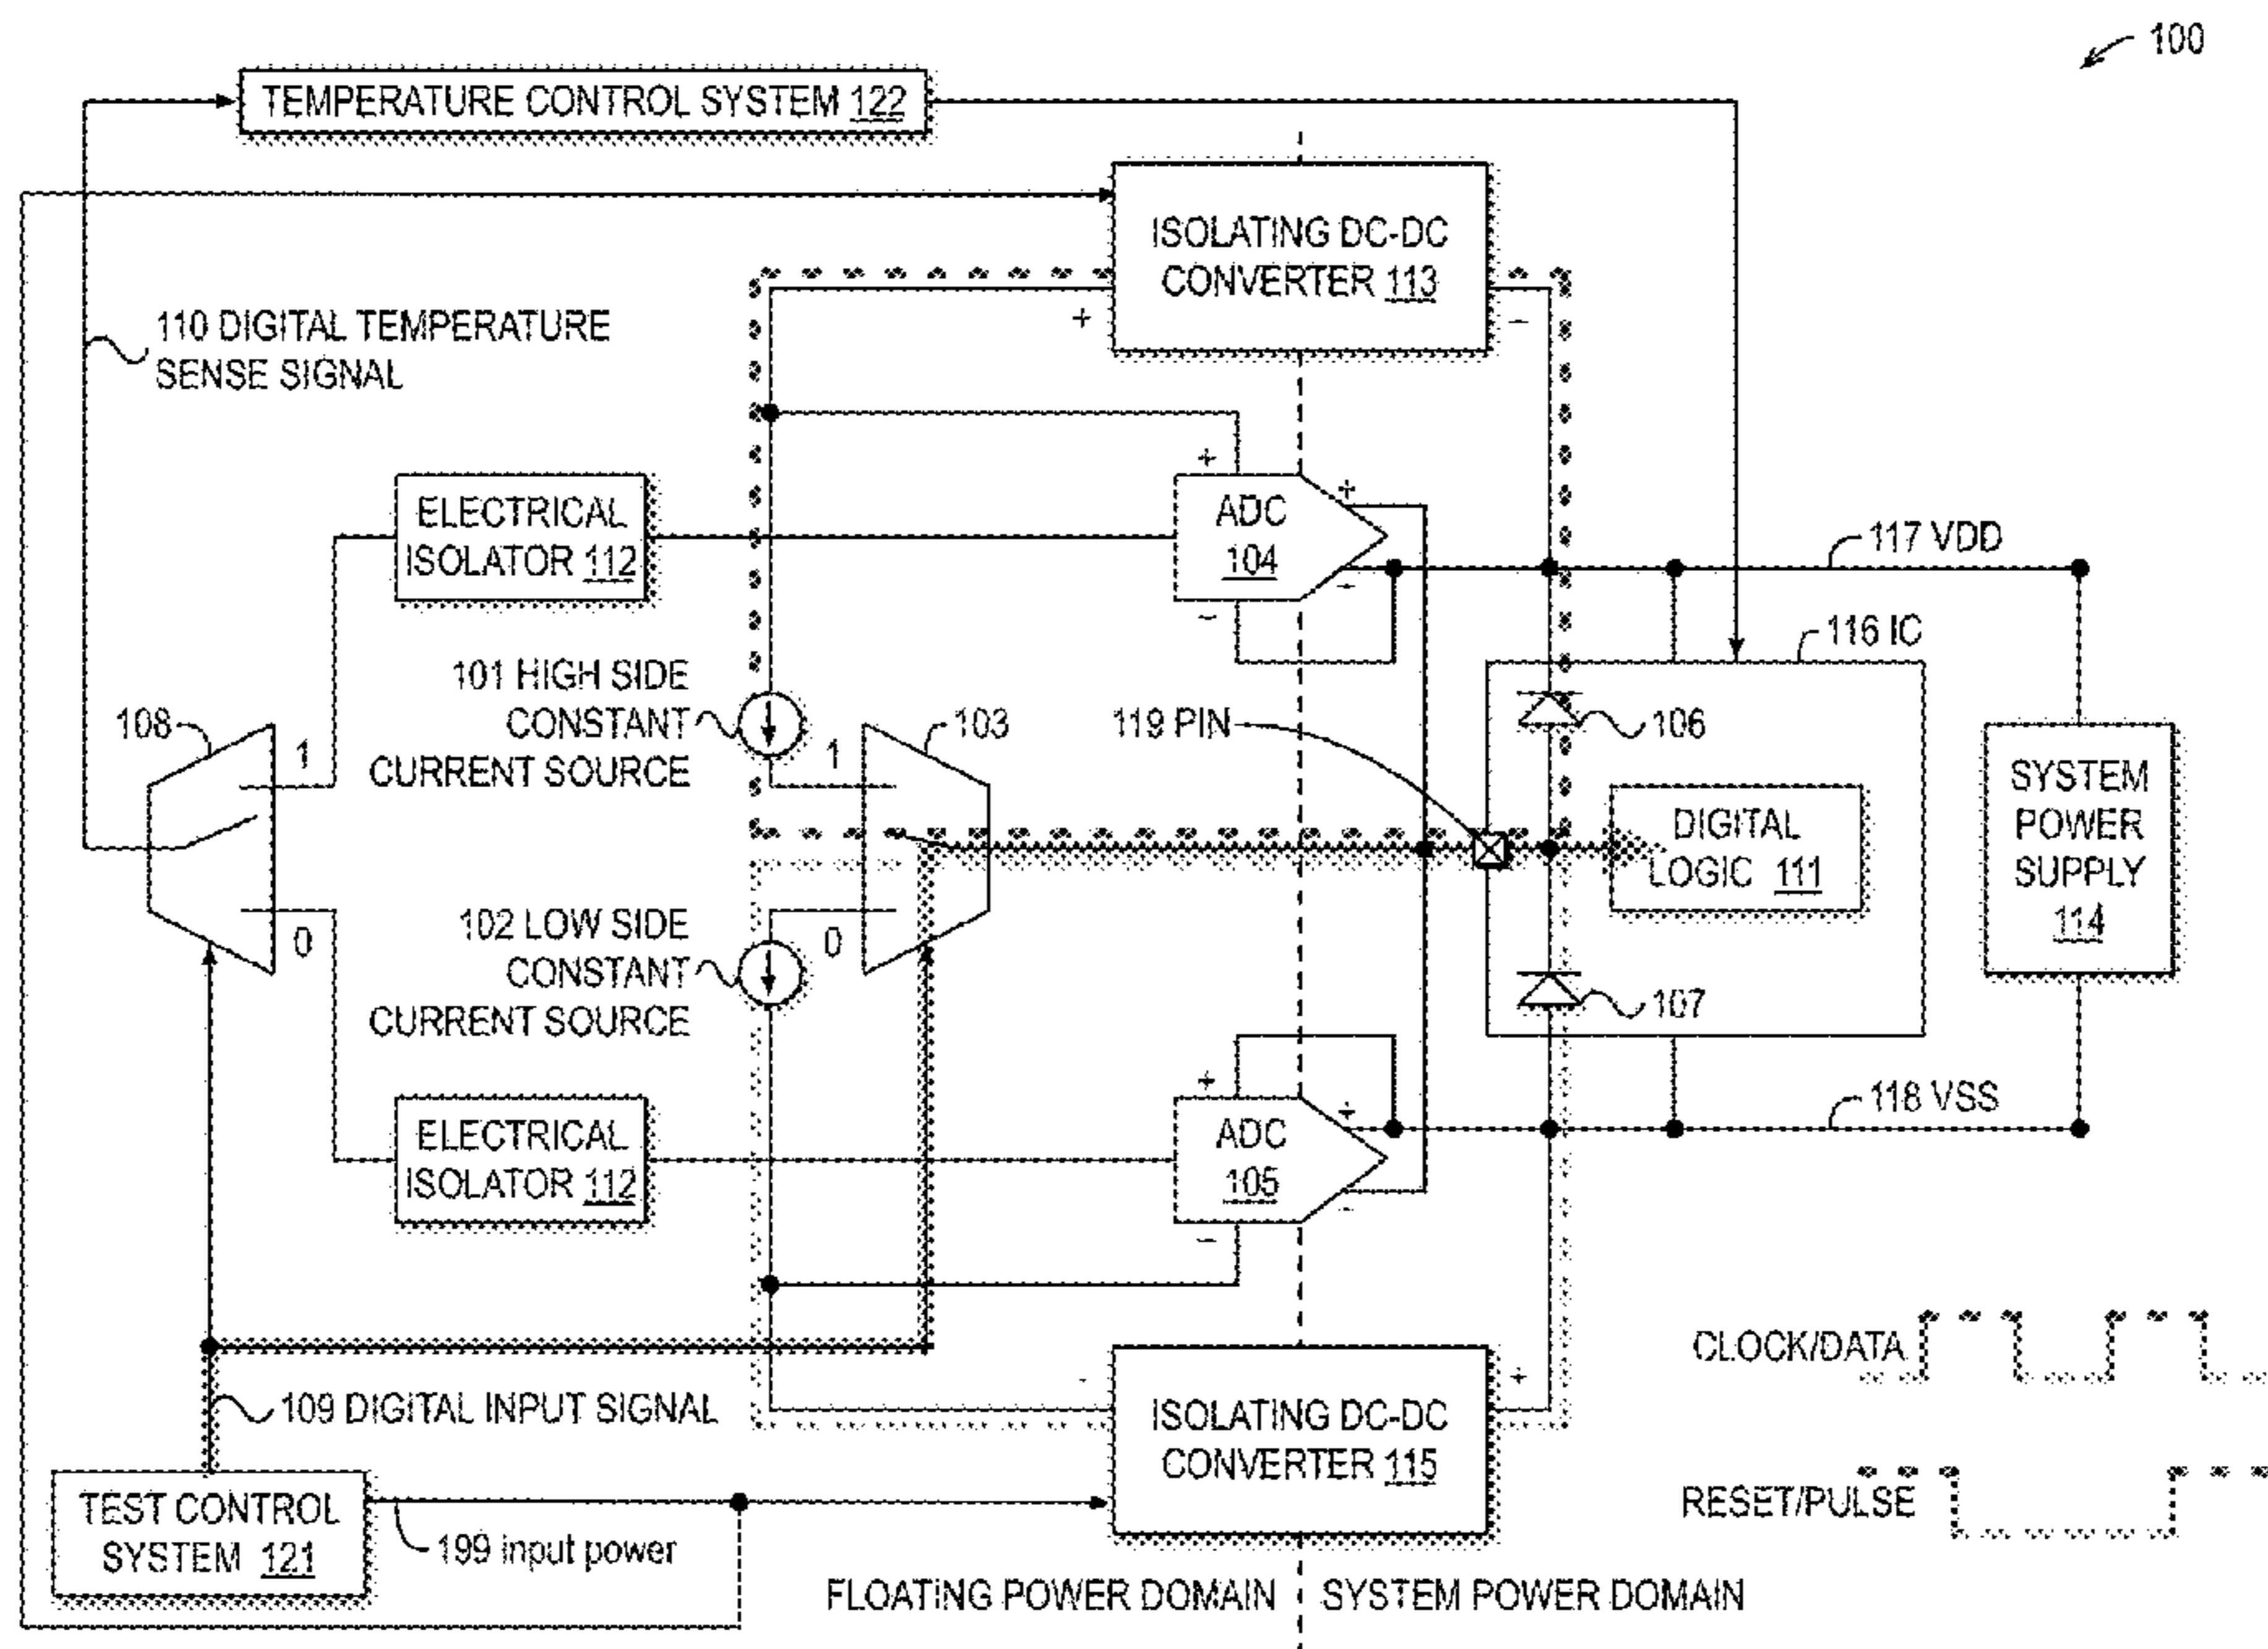 100
TEMPERATURE CONTROL SYSTEM 122
ISOLATING DC-DC
CONVERTER 113
+
-
110 DIGITAL TEMPERATURE
SENSE SIGNAL
+
ELECTRICAL
ISOLATOR 112
ADC
104
+
-
-
117 VDD
116 IC
101 HIGH SIDE
CONSTANT
CURRENT SOURCE
108
1
1
103
119 PIN
106
SYSTEM
POWER
SUPPLY
114
DIGITAL
LOGIC 111
102 LOW SIDE
CONSTANT
CURRENT SOURCE
0
0
107
+
ELECTRICAL
ISOLATOR 112
ADC
105
+
-
-
118 VSS
109 DIGITAL INPUT SIGNAL
-
+
ISOLATING DC-DC
CONVERTER 115
CLOCK/DATA
TEST CONTROL
SYSTEM 121
199 input power
RESET/PULSE
FLOATING POWER DOMAIN
SYSTEM POWER DOMAIN